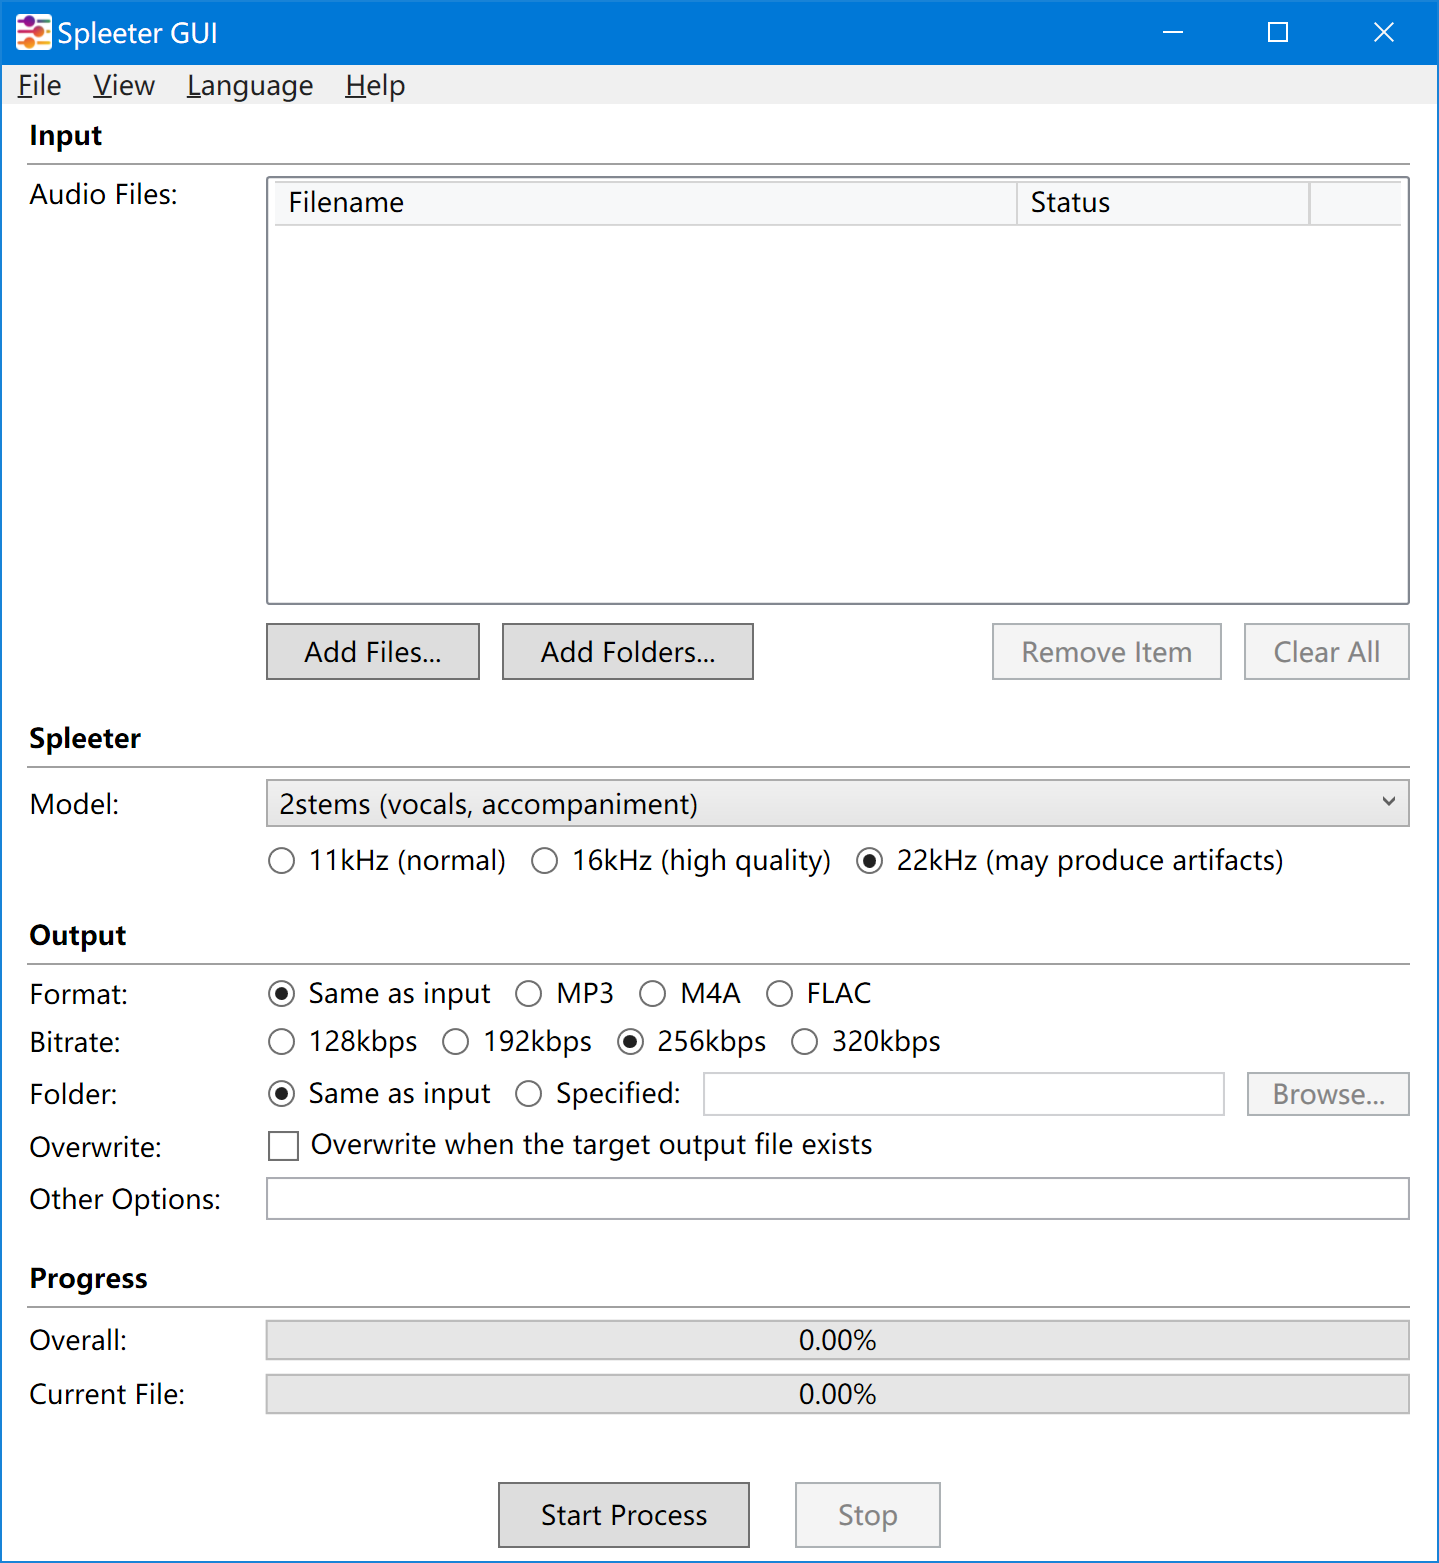 Spleeter GUI
File View Language Help
Input
Audio Files:
Filename Status
Add Files... Add Folders... Remove Item Clear All
Spleeter
Model: 2stems (vocals, accompaniment)
11kHz (normal) 16kHz (high quality) 22kHz (may produce artifacts)
Output
Format: Same as input MP3 M4A FLAC
Bitrate: 128kbps 192kbps 256kbps 320kbps
Folder: Same as input Specified: Browse...
Overwrite: Overwrite when the target output file exists
Other Options:
Progress
Overall: 0.00%
Current File: 0.00%
Start Process Stop